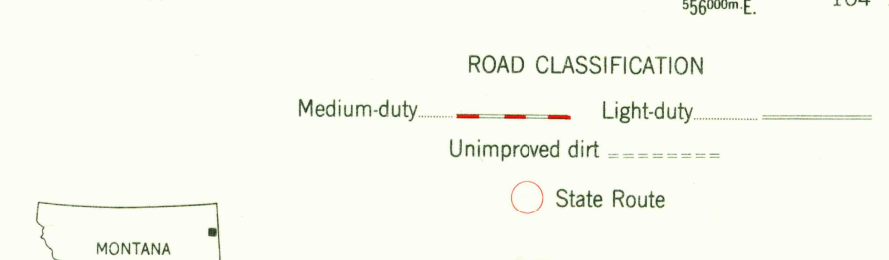 556000m.E.
ROAD CLASSIFICATION
Medium-duty........ Light-duty................
Unimproved dirt ========
State Route
MONTANA